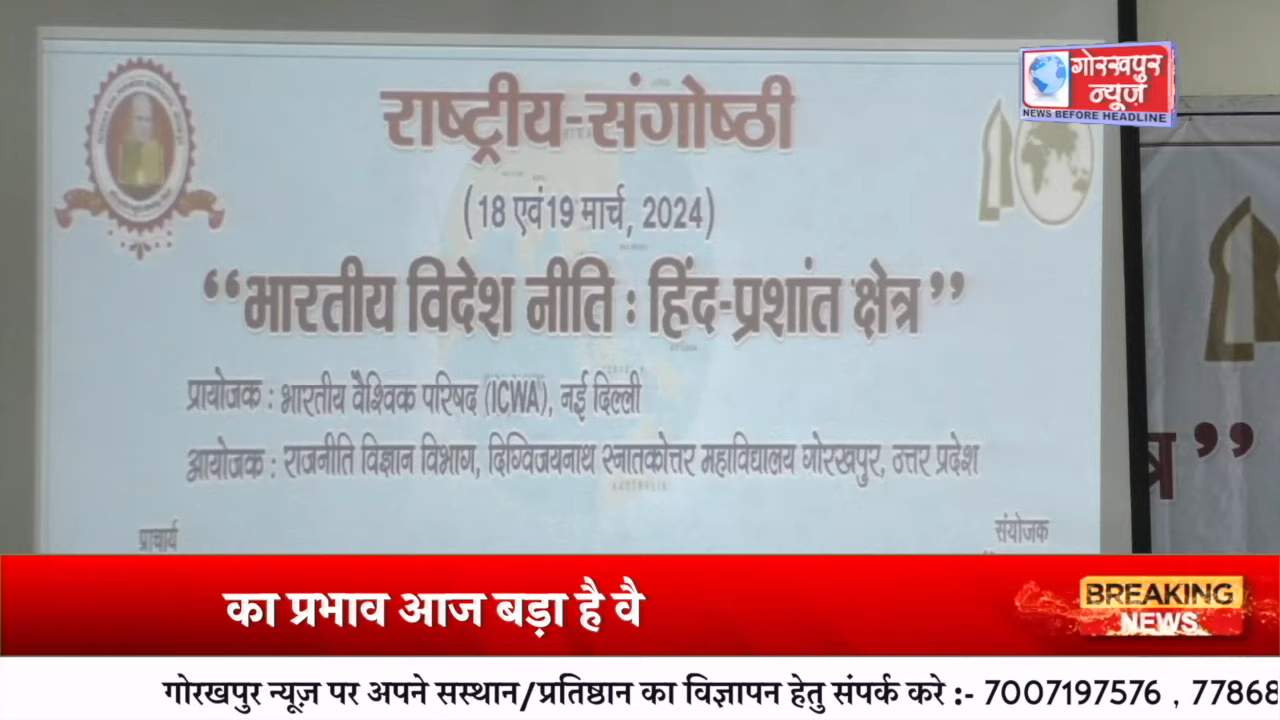 राष्ट्रीय-संगोष्ठी
(18 एवं 19 मार्च, 2024)
“भारतीय विदेश नीति : हिंद-प्रशांत क्षेत्र”
प्रायोजक : भारतीय वैश्विक परिषद (ICWA), नई दिल्ली
आयोजक : राजनीति विज्ञान विभाग, दिग्विजयनाथ स्नातकोत्तर महाविद्यालय गोरखपुर, उत्तर प्रदेश
प्राचार्य
संयोजक
गोरखपुर
न्यूज़
NEWS BEFORE HEADLINE
त्र”
का प्रभाव आज बड़ा है वै
BREAKING
NEWS
गोरखपुर न्यूज़ पर अपने सस्थान/प्रतिष्ठान का विज्ञापन हेतु संपर्क करे :- 7007197576 , 77868